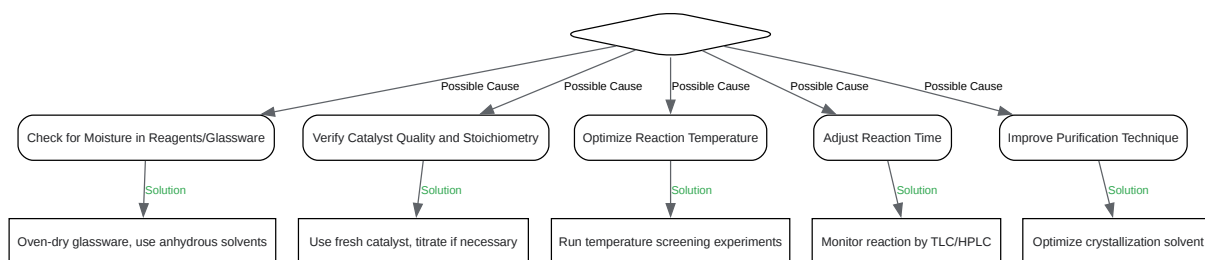 Possible Cause
Possible Cause
Possible Cause
Possible Cause
Possible Cause
Check for Moisture in Reagents/Glassware
Verify Catalyst Quality and Stoichiometry
Optimize Reaction Temperature
Adjust Reaction Time
Improve Purification Technique
Solution
Solution
Solution
Solution
Solution
Oven-dry glassware, use anhydrous solvents
Use fresh catalyst, titrate if necessary
Run temperature screening experiments
Monitor reaction by TLC/HPLC
Optimize crystallization solvent